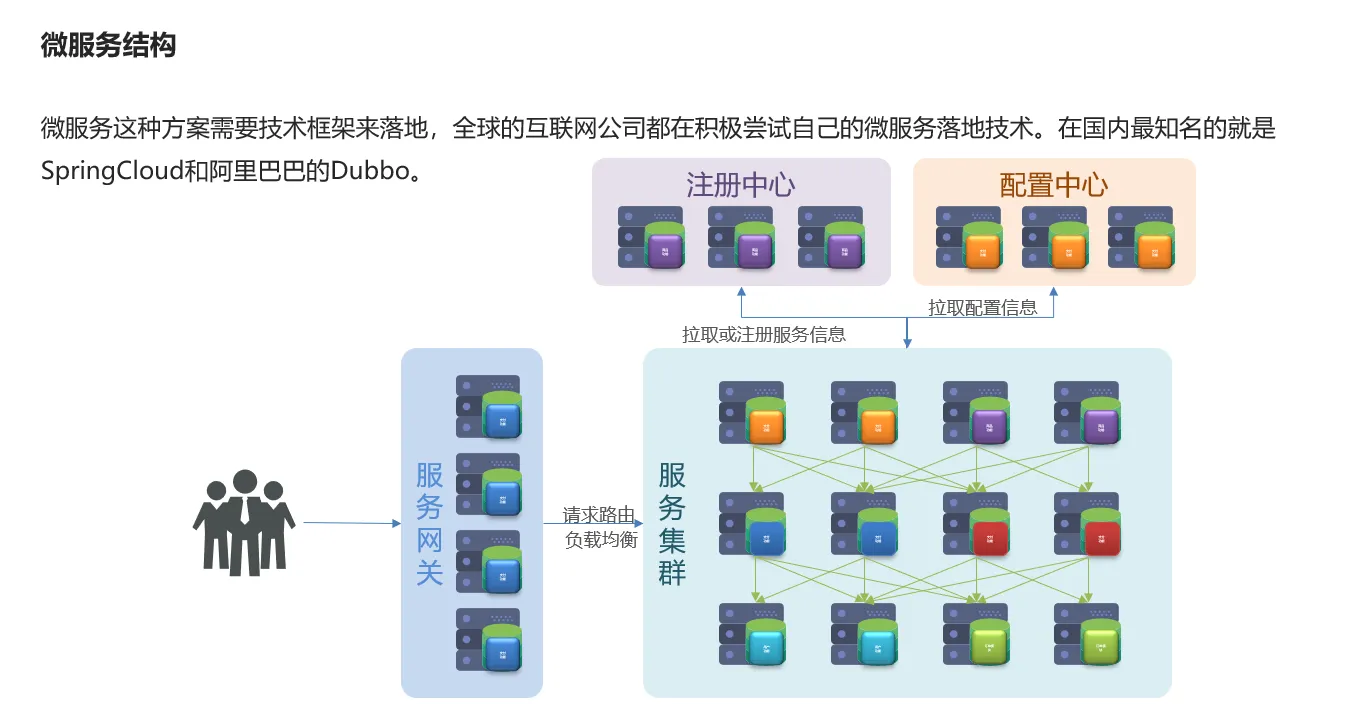 微服务结构
微服务这种方案需要技术框架来落地，全球的互联网公司都在积极尝试自己的微服务落地技术。在国内最知名的就是
SpringCloud和阿里巴巴的Dubbo。
注册中心
配置中心
拉取配置信息
拉取或注册服务信息
服务网关
请求路由
负载均衡
服务集群